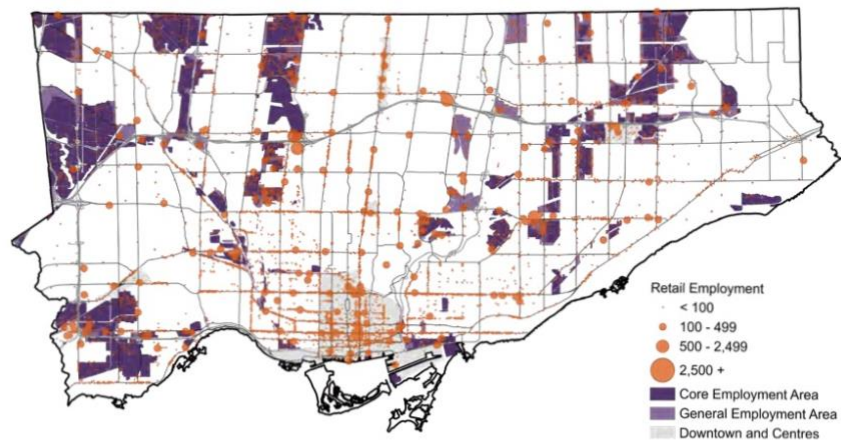 Retail Employment
< 100
100 - 499
500 - 2,499
2,500 +
Core Employment Area
General Employment Area
Downtown and Centres